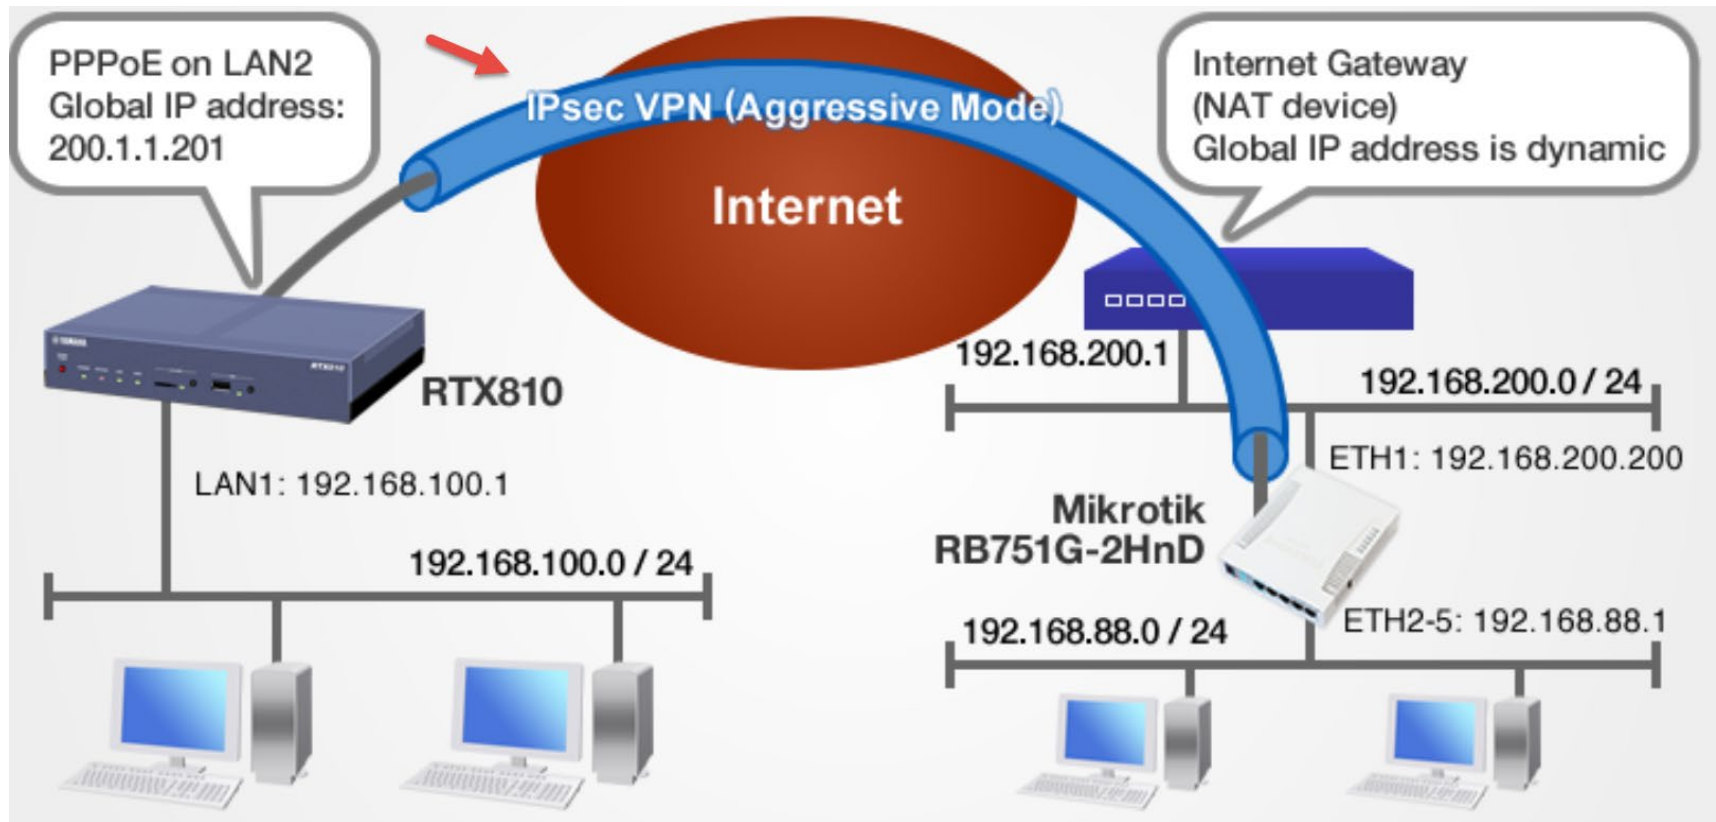 PPPoE on LAN2
Global IP address:
200.1.1.201
IPsec VPN (Aggressive Mode)
Internet Gateway
(NAT device)
Global IP address is dynamic
Internet
YAMAHA
RTX810
RTX810
192.168.200.1
192.168.200.0 / 24
LAN1: 192.168.100.1
ETH1: 192.168.200.200
Mikrotik
RB751G-2HnD
192.168.100.0 / 24
192.168.88.0 / 24
ETH2-5: 192.168.88.1